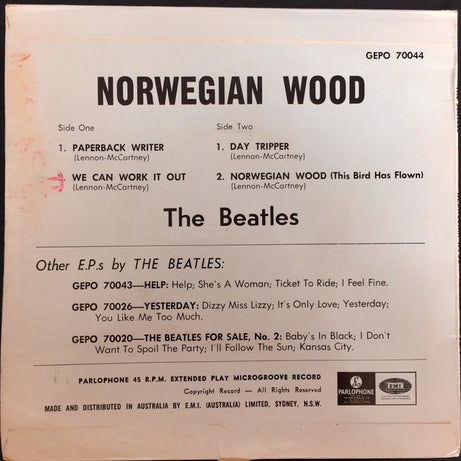 GEPO 70044
NORWEGIAN WOOD
Side One
1. PAPERBACK WRITER
(Lennon-McCartney)
WE CAN WORK IT OUT
(Lennon-McCartney)
Side Two
1. DAY TRIPPER
(Lennon-McCartney)
2. NORWEGIAN WOOD (This Bird Has Flown)
(Lennon-McCartney)
The Beatles
Other E.P.s by THE BEATLES:
GEPO 70043—HELP: Help; She's A Woman; Ticket To Ride; I Feel Fine.
GEPO 70026—YESTERDAY: Dizzy Miss Lizzy; It's Only Love; Yesterday;
You Like Me Too Much.
GEPO 70020—THE BEATLES FOR SALE, No. 2: Baby's In Black; I Don't
Want To Spoil The Party; I'll Follow The Sun; Kansas City.
PARLOPHONE 45 R.P.M. EXTENDED PLAY MICROGROOVE RECORD
Copyright Record — All Rights Reserved
MADE AND DISTRIBUTED IN AUSTRALIA BY E.M.I. (AUSTRALIA) LIMITED, SYDNEY, N.S.W.
PARLOPHONE
EMI